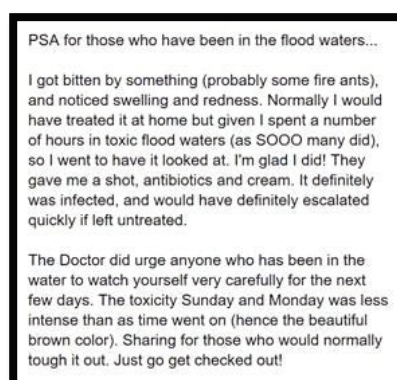 PSA for those who have been in the flood waters...
I got bitten by something (probably some fire ants),
and noticed swelling and redness. Normally I would
have treated it at home but given I spent a number
of hours in toxic flood waters (as SOOO many did),
so I went to have it looked at. I'm glad I did! They
gave me a shot, antibiotics and cream. It definitely
was infected, and would have definitely escalated
quickly if left untreated.
The Doctor did urge anyone who has been in the
water to watch yourself very carefully for the next
few days. The toxicity Sunday and Monday was less
intense than as time went on (hence the beautiful
brown color). Sharing for those who would normally
tough it out. Just go get checked out!